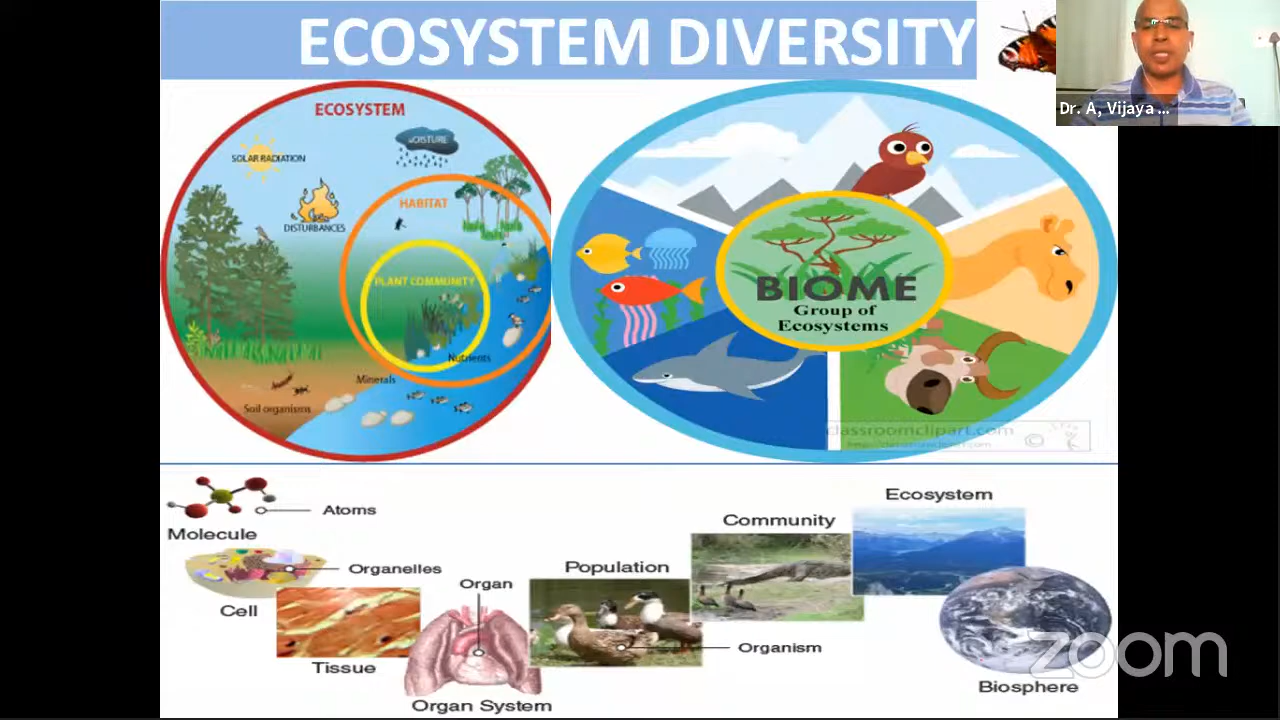 ECOSYSTEM DIVERSITY
Dr. A, Vijaya ...
ECOSYSTEM
MOISTURE
SOLAR RADIATION
DISTURBANCES
HABITAT
PLANT COMMUNITY
Nutrients
Minerals
Soil organisms
BIOME
Group of
Ecosystems
classroomclipart.com
©
Atoms
Molecule
Organelles
Cell
Tissue
Organ
Organ System
Population
Organism
Community
Ecosystem
Biosphere
zoom